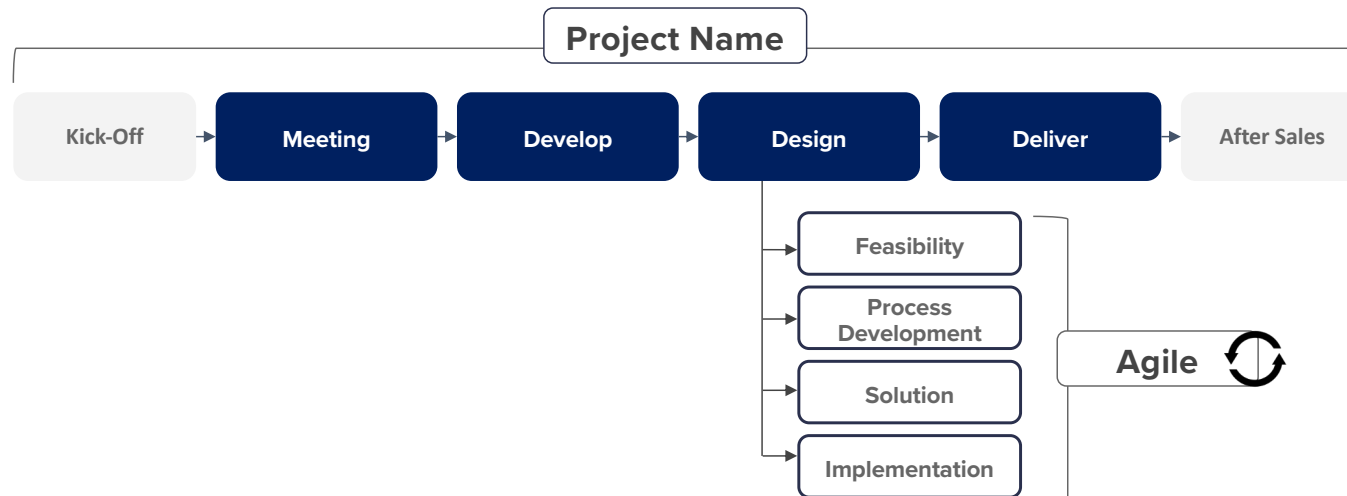 Project Name
Kick-Off
Meeting
Develop
Design
Deliver
After Sales
Feasibility
Process
Development
Solution
Implementation
Agile